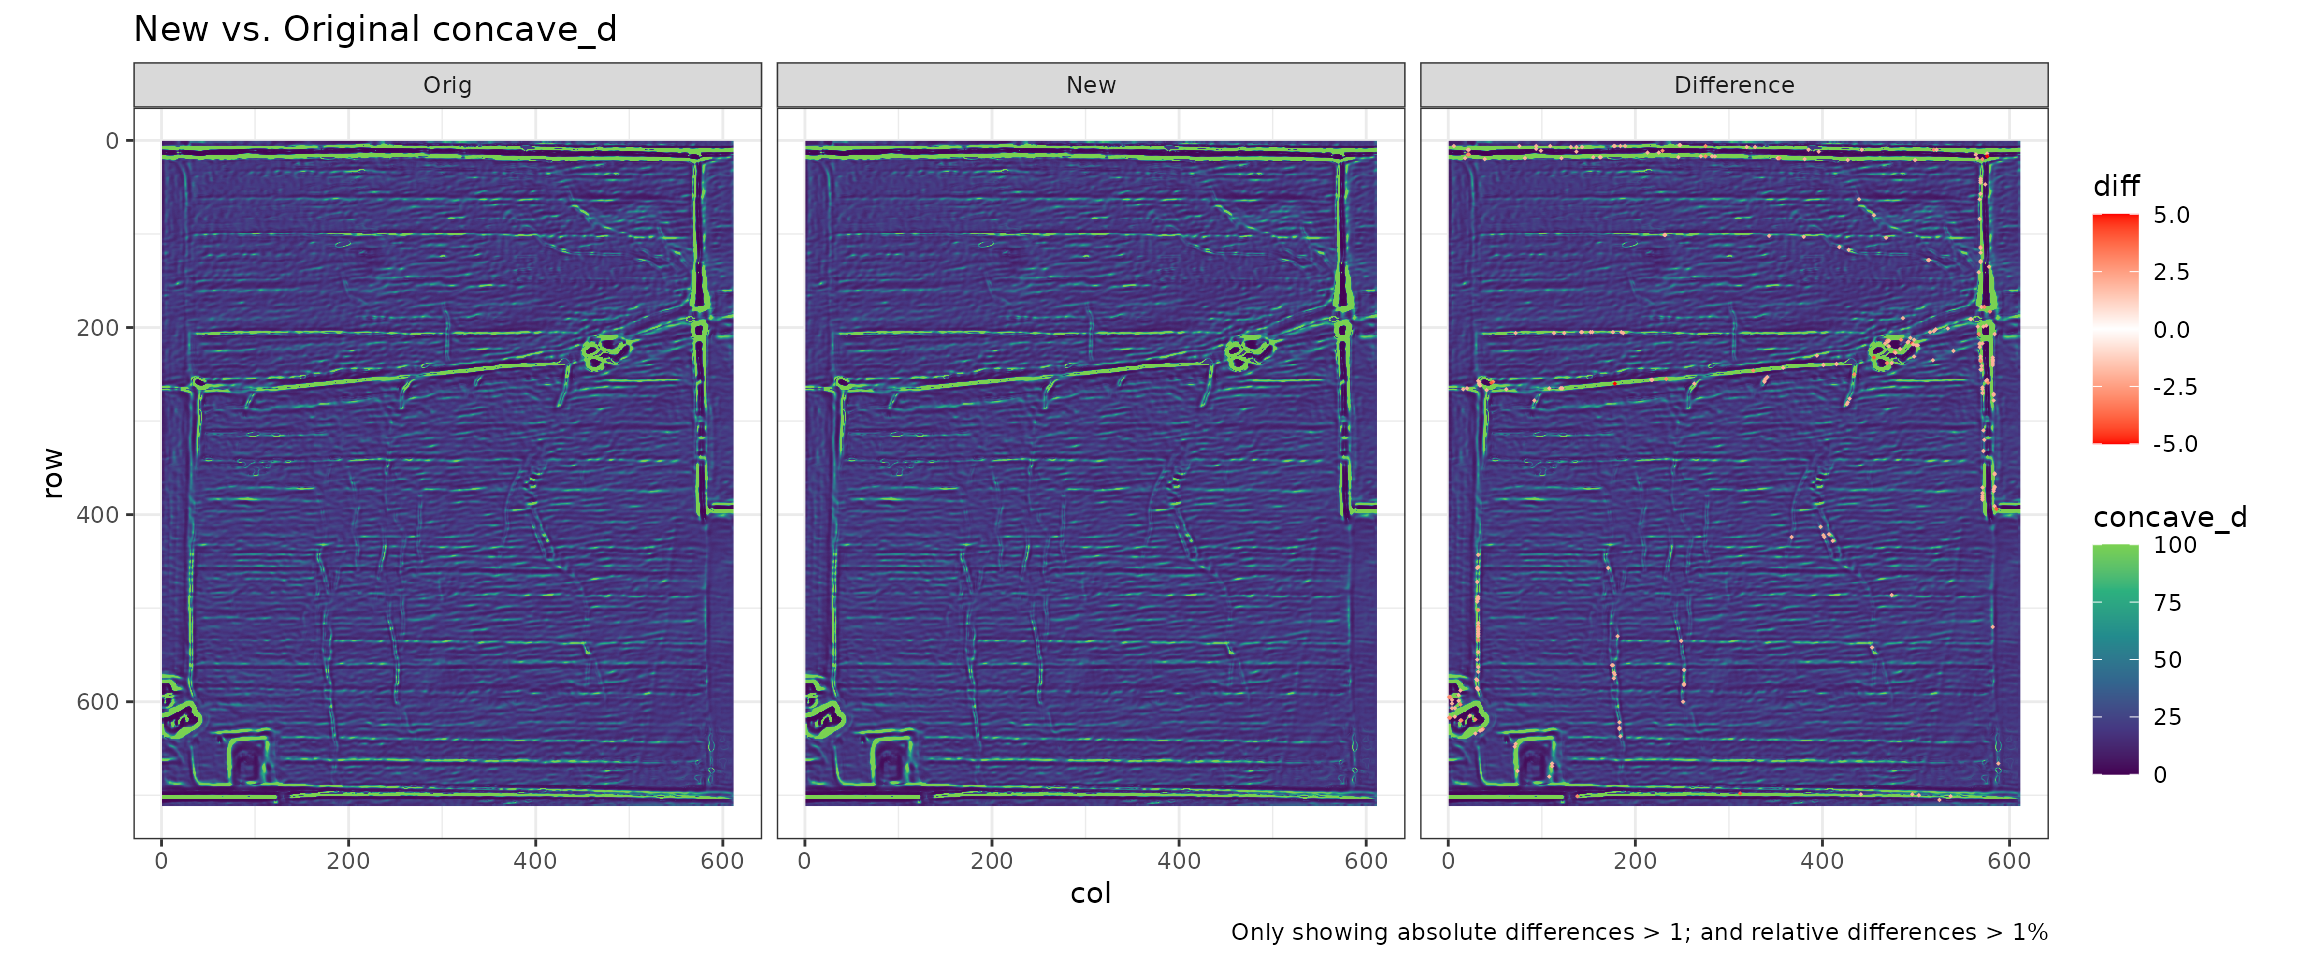 New vs. Original concave_d
Orig
New
Difference
0
200
400
600
row
0
200
400
600
0
200
400
600
0
200
400
600
col
diff
5.0
2.5
0.0
-2.5
-5.0
concave_d
100
75
50
25
0
Only showing absolute differences > 1; and relative differences > 1%